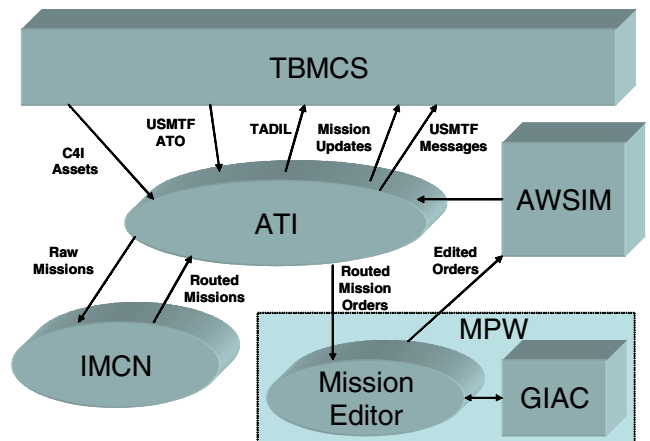 TBMCS
C4I
Assets
USMTF
ATO
TADIL
Mission
Updates
USMTF
Messages
ATI
AWSIM
Raw
Missions
Routed
Missions
Routed
Mission
Orders
Edited
Orders
IMCN
MPW
Mission
Editor
GIAC